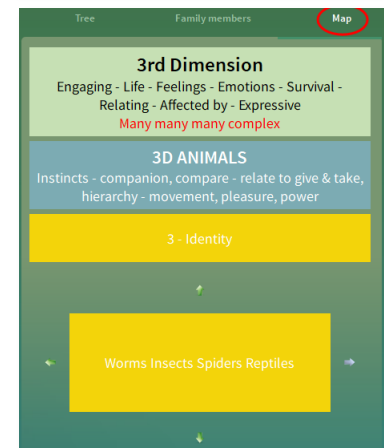 Tree Family members Map
3rd Dimension
Engaging - Life - Feelings - Emotions - Survival -
Relating - Affected by - Expressive
Many many many complex
3D ANIMALS
Instincts - companion, compare - relate to give & take,
hierarchy - movement, pleasure, power
3 - Identity
Worms Insects Spiders Reptiles